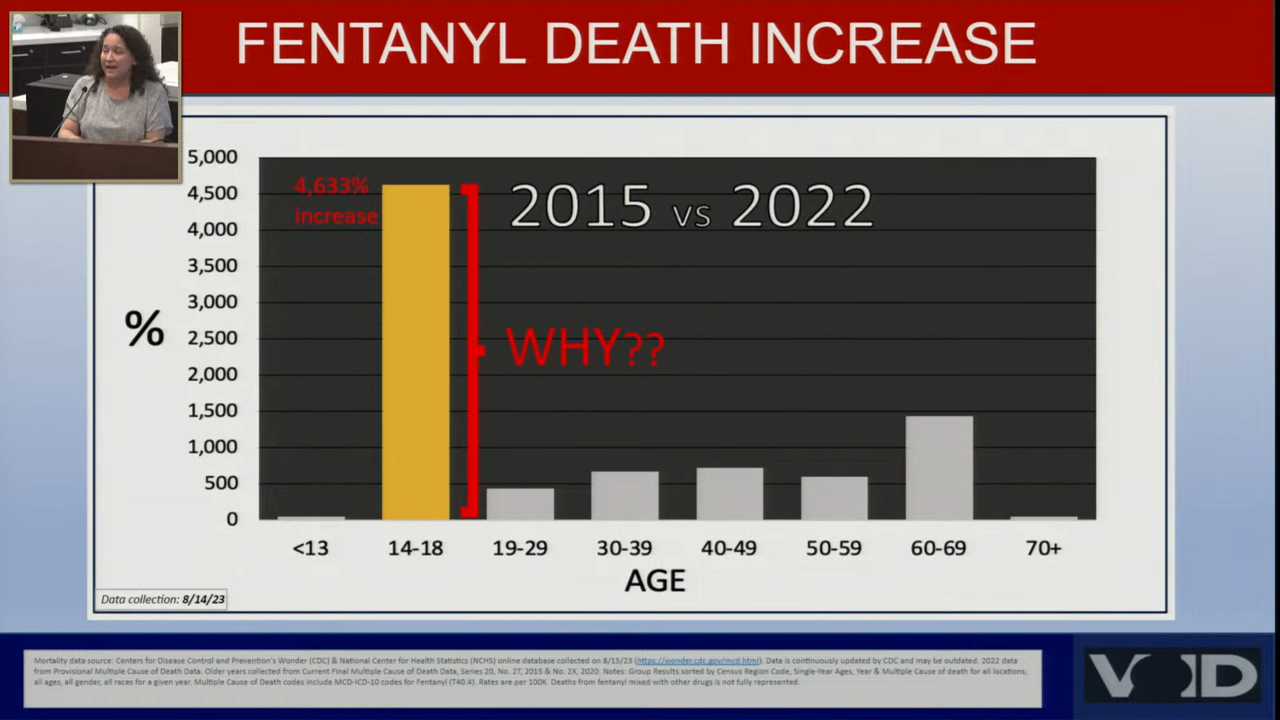 FENTANYL DEATH INCREASE
5,000
4,500
4,000
3,500
3,000
2,500
2,000
1,500
1,000
500
0
%
4,633%
increase
2015 VS 2022
WHY??
<13 14-18 19-29 30-39 40-49 50-59 60-69 70+
AGE
Data collection: 8/14/23
Mortality data source: Centers for Disease Control and Prevention's Wonder (CDC) & National Center for Health Statistics (NCHS) online database collected on 8/15/23 (https://wonder.cdc.gov/mcd.html). Data is continuously updated by CDC and may be outdated. 2022 data
from Provisional Multiple Cause of Death Data. Older years collected from Current Final Multiple Cause of Death Data, Series 20, No. 2T, 2015 & No. 2X, 2020. Notes: Group Results sorted by Census Region Code, Single-Year Ages, Year & Multiple Cause of death for all locations,
all ages, all gender, all races for a given year. Multiple Cause of Death codes include MCD-ICD-10 codes for Fentanyl (T40.4). Rates are per 100K. Deaths from fentanyl mixed with other drugs is not fully represented.
VOID